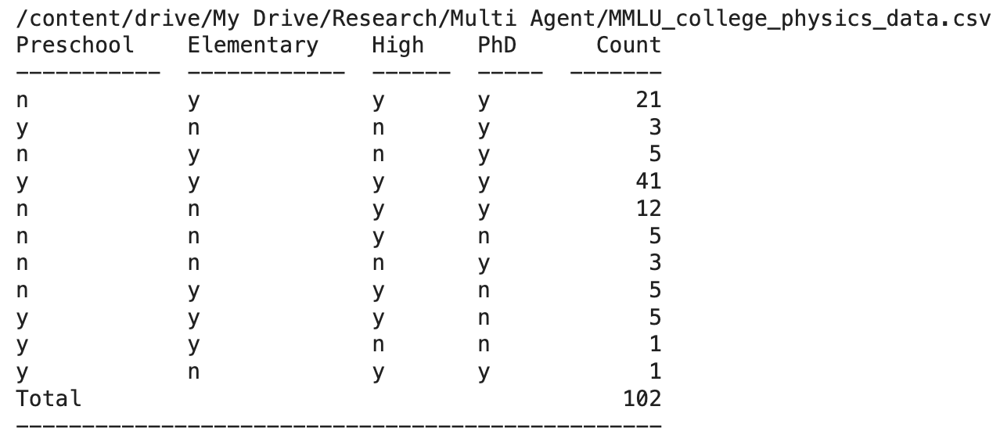 /content/drive/My Drive/Research/Multi Agent/MMLU_college_physics_data.csv
Preschool    Elementary    High    PhD      Count
-----------  ------------  ------  -----  -------
n            y             y       y           21
y            n             n       y            3
n            y             n       y            5
y            y             y       y           41
n            n             y       y           12
n            n             y       n            5
n            n             n       y            3
n            y             y       n            5
y            y             y       n            5
y            y             n       n            1
y            n             y       y            1
Total                                         102
-------------------------------------------------